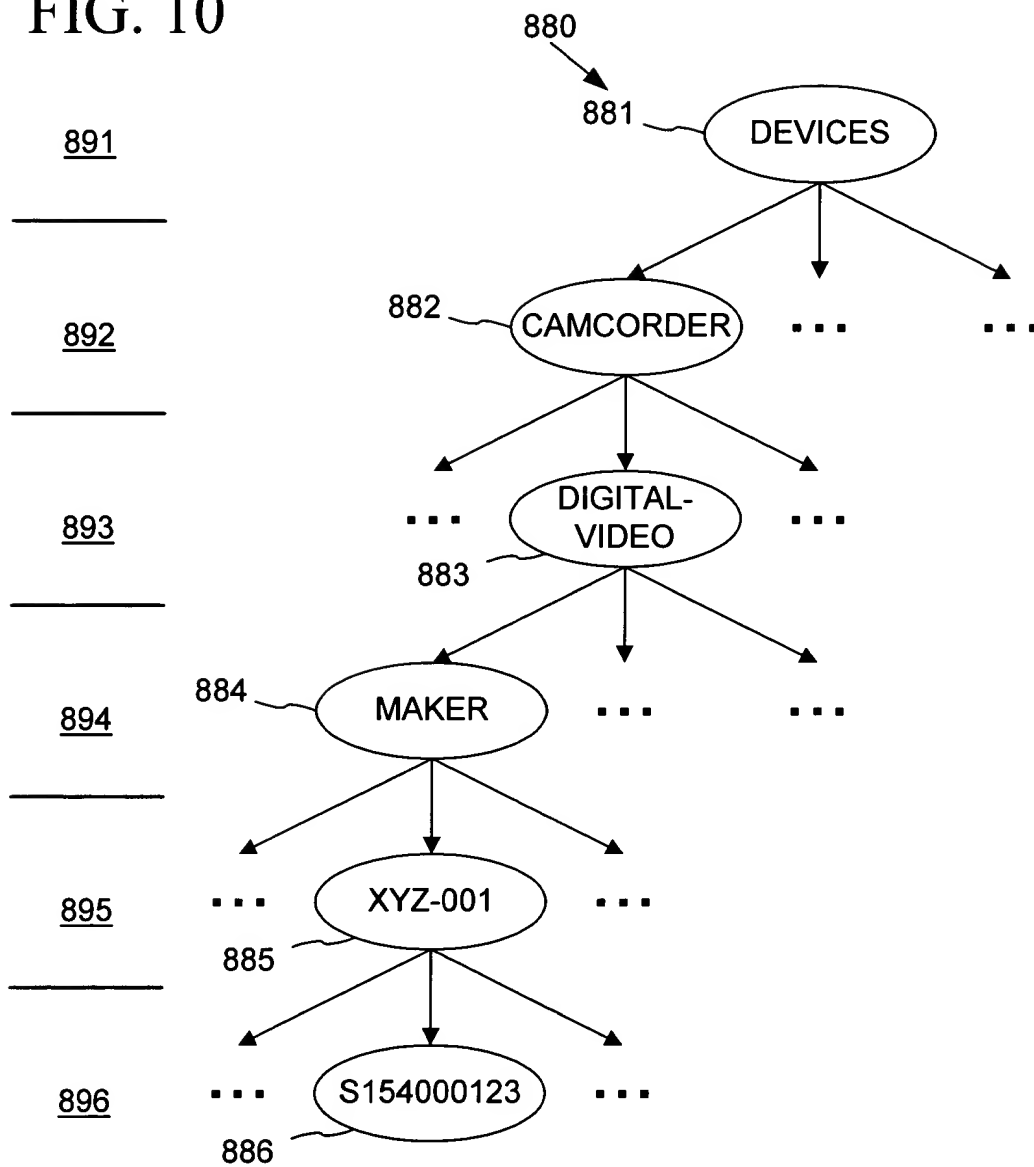 FIG. 10
880
891
881
DEVICES
892
882
CAMCORDER
... ...
893
...
DIGITAL-
VIDEO
...
883
894
884
MAKER
... ...
895
...
XYZ-001
...
885
896
...
S154000123
...
886